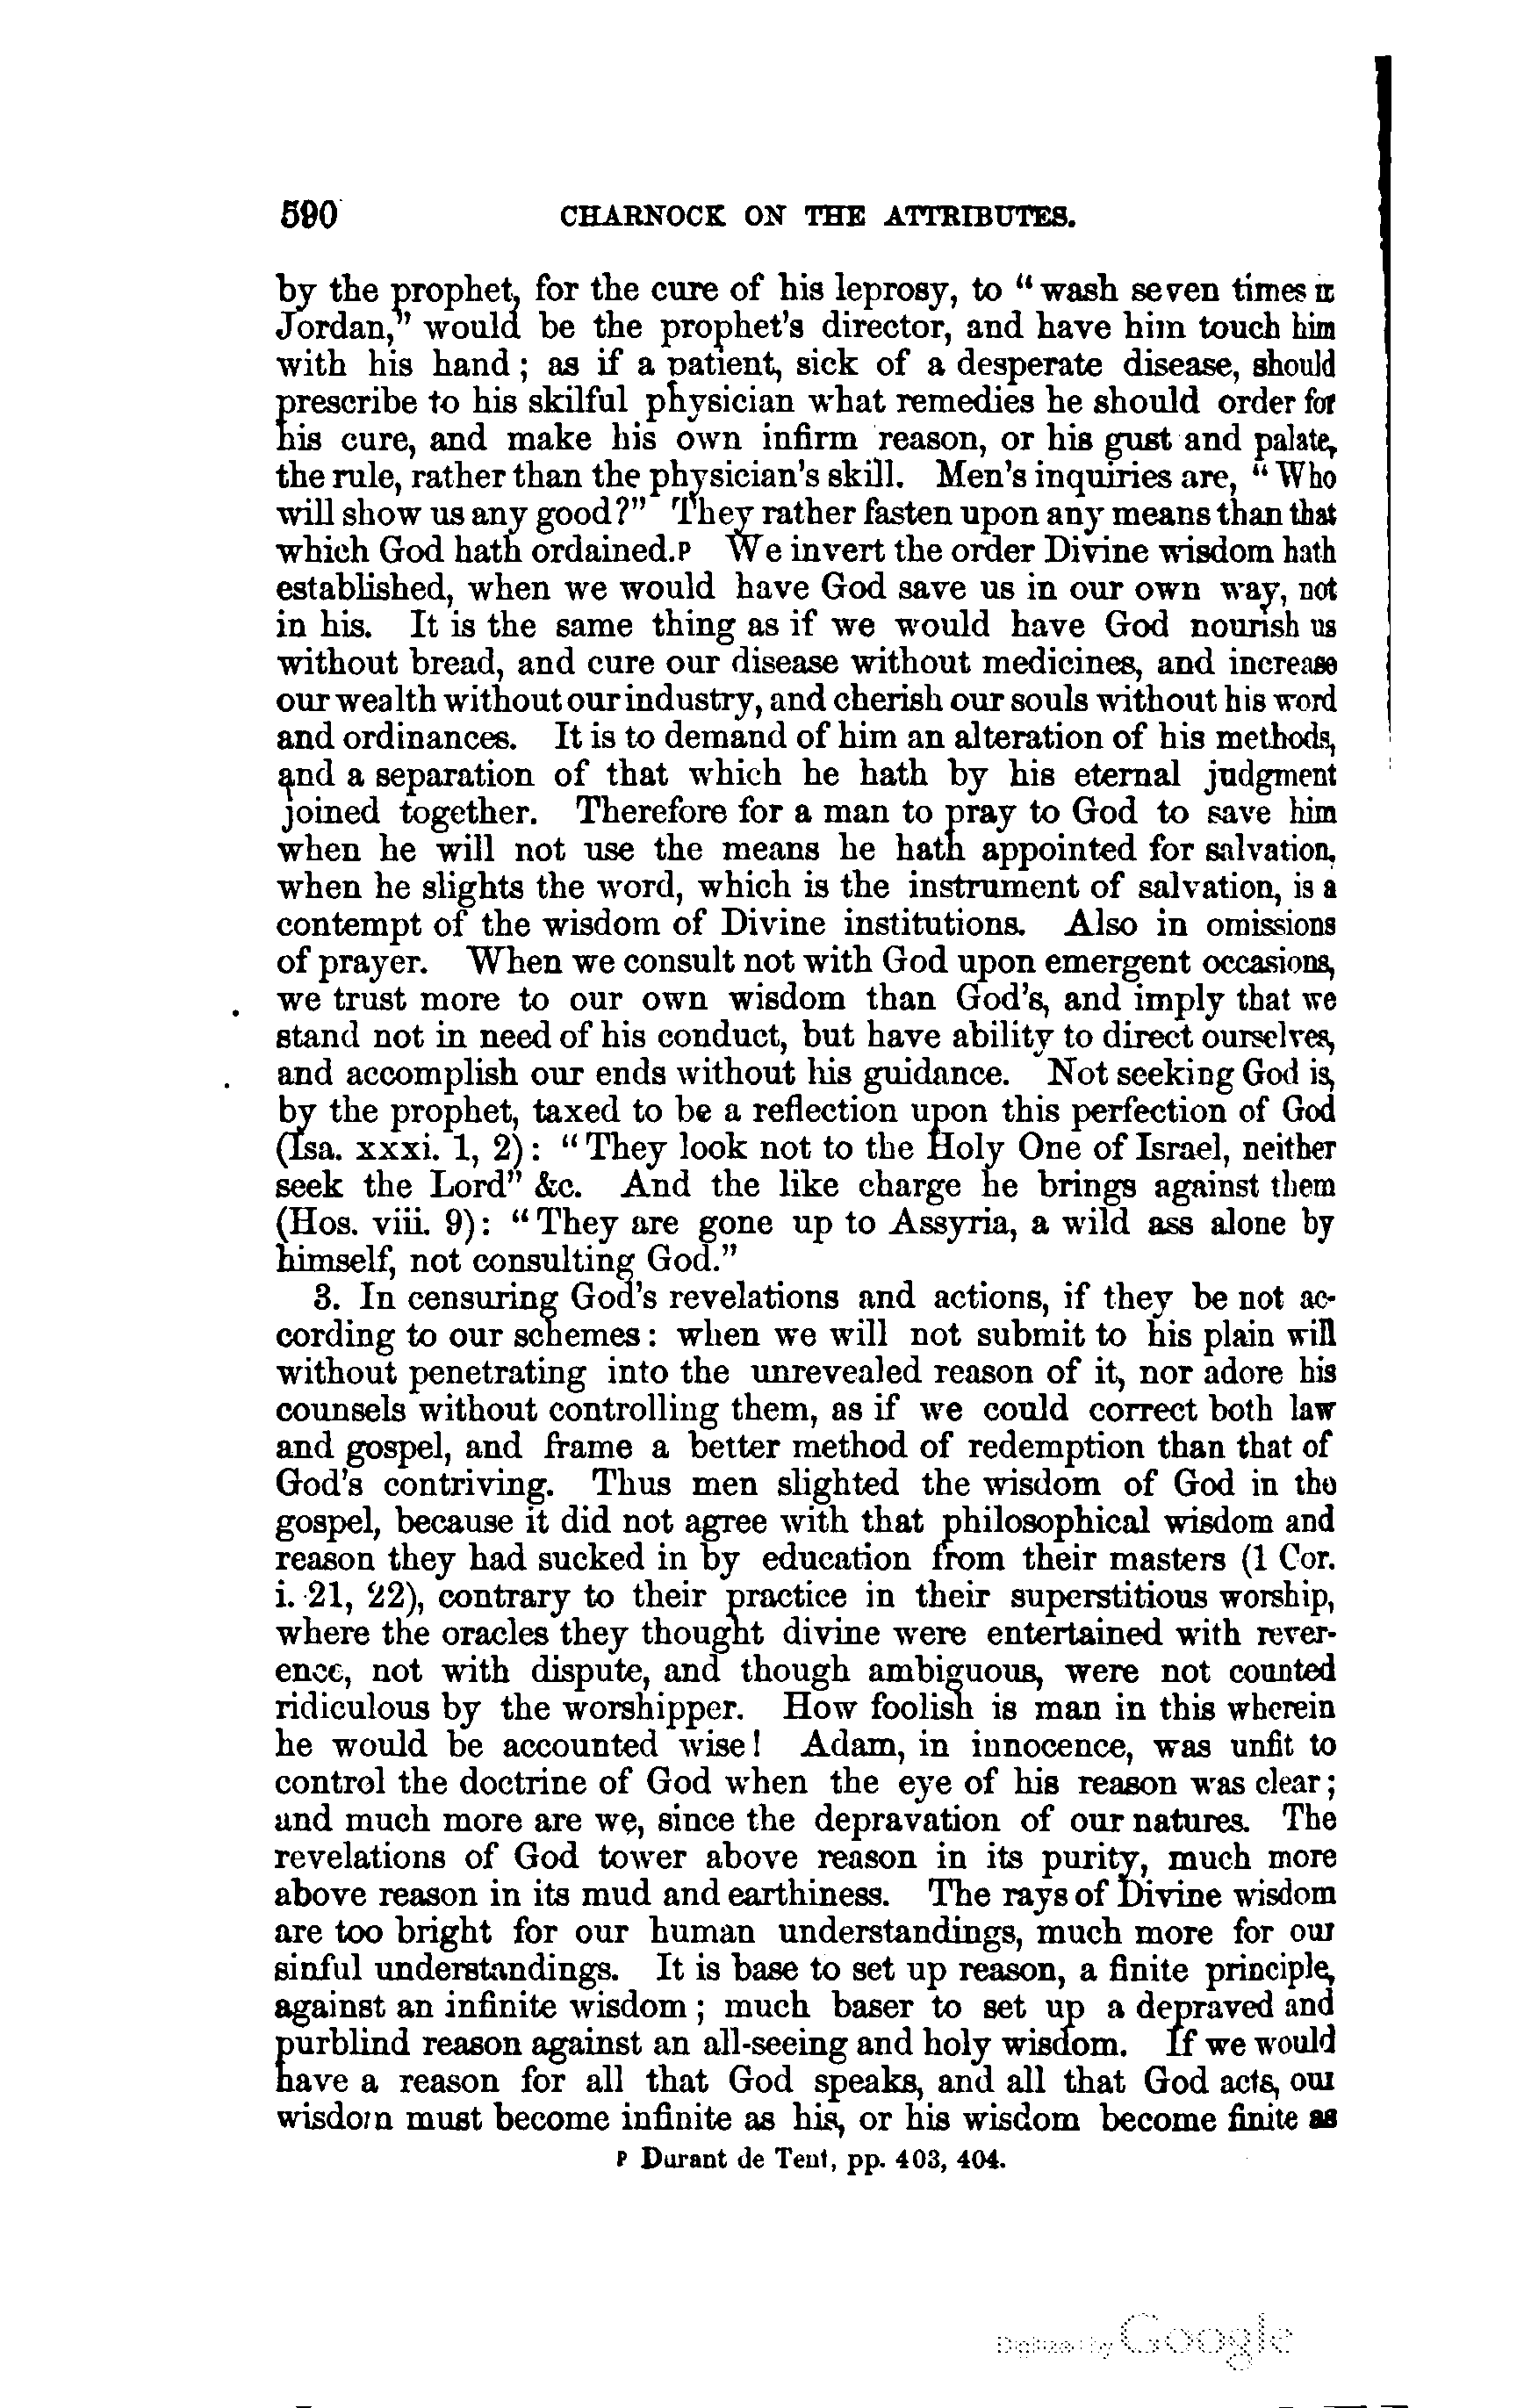 590 CHARNOCK ON THE ATTRIBUTES.
by the prophet, for the cure of his leprosy, to “wash seven times in
Jordan,” would be the prophet's director, and have him touch him
with his hand; as if a patient, sick of a desperate disease, should
prescribe to his skilful physician what remedies he should order for
his cure, and make his own infirm reason, or his gust and palate,
the rule, rather than the physician's skill. Men's inquiries are, “Who
will show us any good?” They rather fasten upon any means than that
which God hath ordained.p We invert the order Divine wisdom hath
established, when we would have God save us in our own way, not
in his. It is the same thing as if we would have God nourish us
without bread, and cure our disease without medicines, and increase
our wealth without our industry, and cherish our souls without his word
and ordinances. It is to demand of him an alteration of his methods,
and a separation of that which he hath by his eternal judgment
joined together. Therefore for a man to pray to God to save him
when he will not use the means he hath appointed for salvation,
when he slights the word, which is the instrument of salvation, is a
contempt of the wisdom of Divine institutions. Also in omissions
of prayer. When we consult not with God upon emergent occasions,
we trust more to our own wisdom than God's, and imply that we
stand not in need of his conduct, but have ability to direct ourselves,
and accomplish our ends without his guidance. Not seeking God is,
by the prophet, taxed to be a reflection upon this perfection of God
(Isa. xxxi. 1, 2): “They look not to the Holy One of Israel, neither
seek the Lord” &c. And the like charge he brings against them
(Hos. viii. 9): “They are gone up to Assyria, a wild ass alone by
himself, not consulting God.”
3. In censuring God's revelations and actions, if they be not ac-
cording to our schemes: when we will not submit to his plain will
without penetrating into the unrevealed reason of it, nor adore his
counsels without controlling them, as if we could correct both law
and gospel, and frame a better method of redemption than that of
God's contriving. Thus men slighted the wisdom of God in the
gospel, because it did not agree with that philosophical wisdom and
reason they had sucked in by education from their masters (1 Cor.
i. 21, 22), contrary to their practice in their superstitious worship,
where the oracles they thought divine were entertained with rever-
ence, not with dispute, and though ambiguous, were not counted
ridiculous by the worshipper. How foolish is man in this wherein
he would be accounted wise! Adam, in innocence, was unfit to
control the doctrine of God when the eye of his reason was clear;
and much more are we, since the depravation of our natures. The
revelations of God tower above reason in its purity, much more
above reason in its mud and earthiness. The rays of Divine wisdom
are too bright for our human understandings, much more for our
sinful understandings. It is base to set up reason, a finite principle,
against an infinite wisdom; much baser to set up a depraved and
purblind reason against an all-seeing and holy wisdom. If we would
have a reason for all that God speaks, and all that God acts, our
wisdom must become infinite as his, or his wisdom become finite as
p Durant de Tent, pp. 403, 404.
Digitized by Google